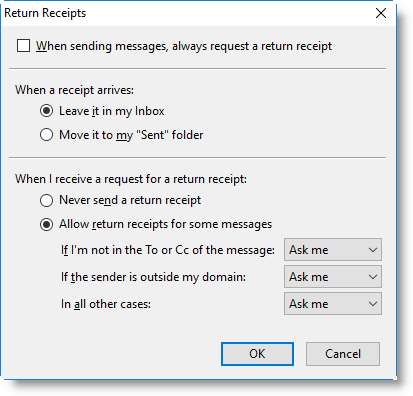 Return Receipts
When sending messages, always request a return receipt
When a receipt arrives:
Leave it in my Inbox
Move it to my "Sent" folder
When I receive a request for a return receipt:
Never send a return receipt
Allow return receipts for some messages
If I'm not in the To or Cc of the message: Ask me
If the sender is outside my domain: Ask me
In all other cases: Ask me
OK Cancel